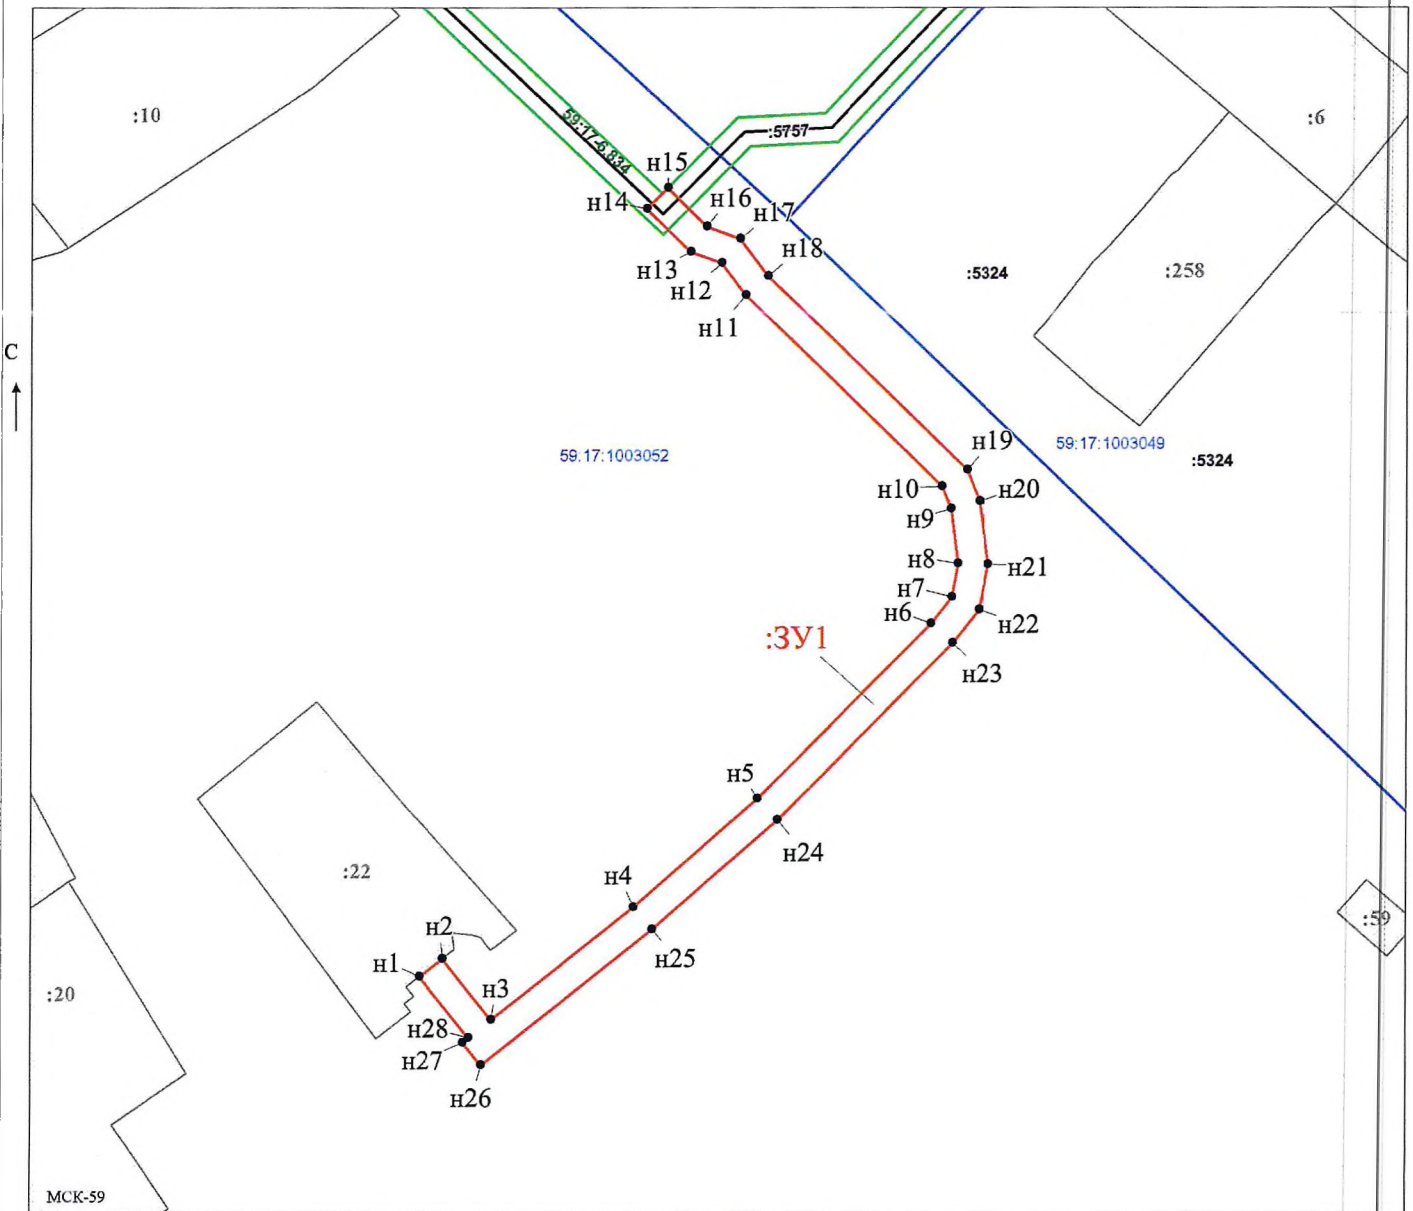 :10
:6
59:17-6.834
:5757
н15
н14
н16
н17
н18
н13
н12
н11
:5324
:258
С
59:17:1003052
59:17:1003049
:5324
н19
н10
н20
н9
н8
н21
н7
н6
н22
:ЗУ1
н23
н5
н24
:22
н4
н2
н25
:59
н1
:20
н3
н28
н27
н26
МСК-59